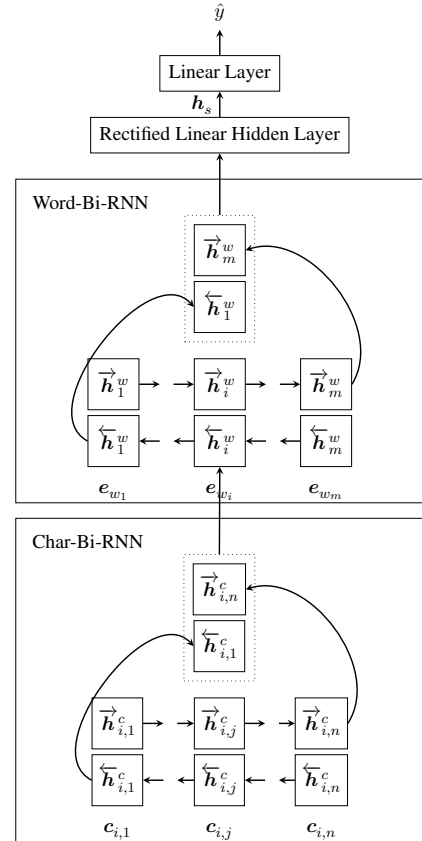 ŷ
Linear Layer
h_s
Rectified Linear Hidden Layer
Word-Bi-RNN
→h^w_m
←h^w_1
→h^w_1 →h^w_i →h^w_m
←h^w_1 ←h^w_i ←h^w_m
e_{w_1} e_{w_i} e_{w_m}
Char-Bi-RNN
→h^c_{i,n}
←h^c_{i,1}
→h^c_{i,1} →h^c_{i,j} →h^c_{i,n}
←h^c_{i,1} ←h^c_{i,j} ←h^c_{i,n}
c_{i,1} c_{i,j} c_{i,n}